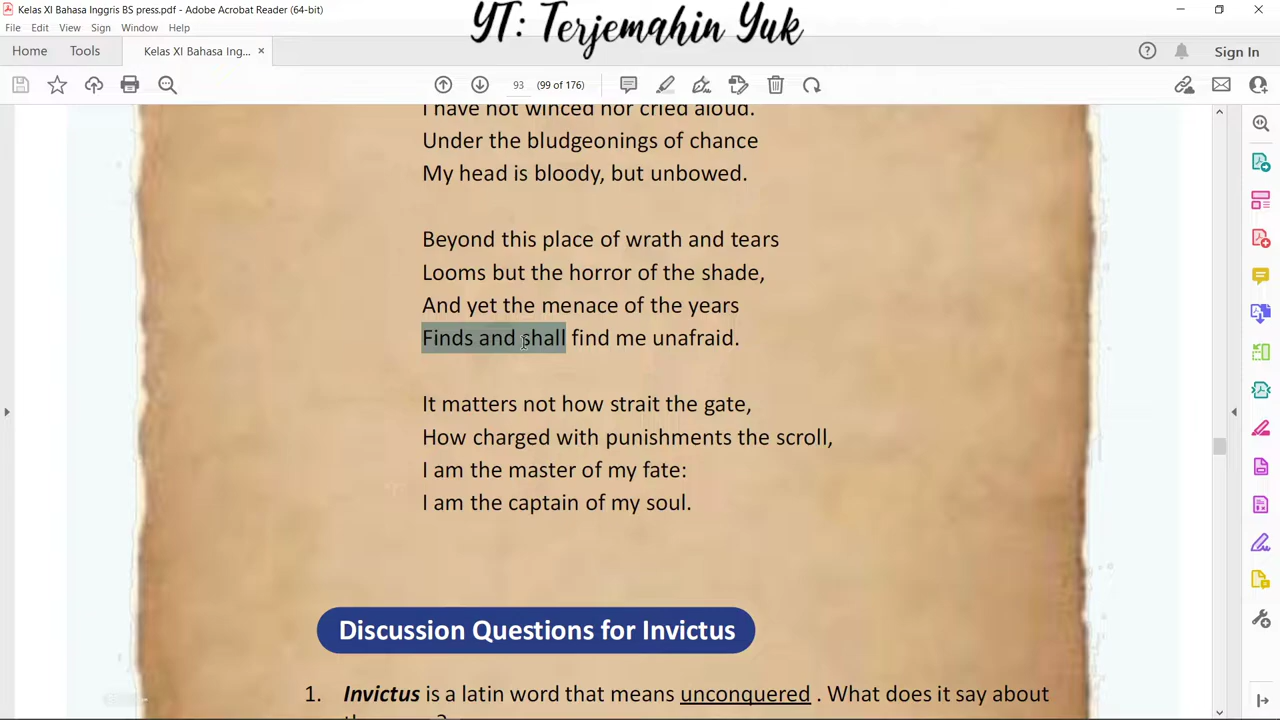 Kelas XI Bahasa Inggris BS press.pdf - Adobe Acrobat Reader (64-bit)
YT: Terjemahin Yuk
File Edit View Sign Window Help
Home Tools Kelas XI Bahasa Ing... × Sign In
93 (99 of 176)
I have not winced nor cried aloud.
Under the bludgeonings of chance
My head is bloody, but unbowed.
Beyond this place of wrath and tears
Looms but the horror of the shade,
And yet the menace of the years
Finds and shall find me unafraid.
It matters not how strait the gate,
How charged with punishments the scroll,
I am the master of my fate:
I am the captain of my soul.
Discussion Questions for Invictus
1. Invictus is a latin word that means unconquered . What does it say about